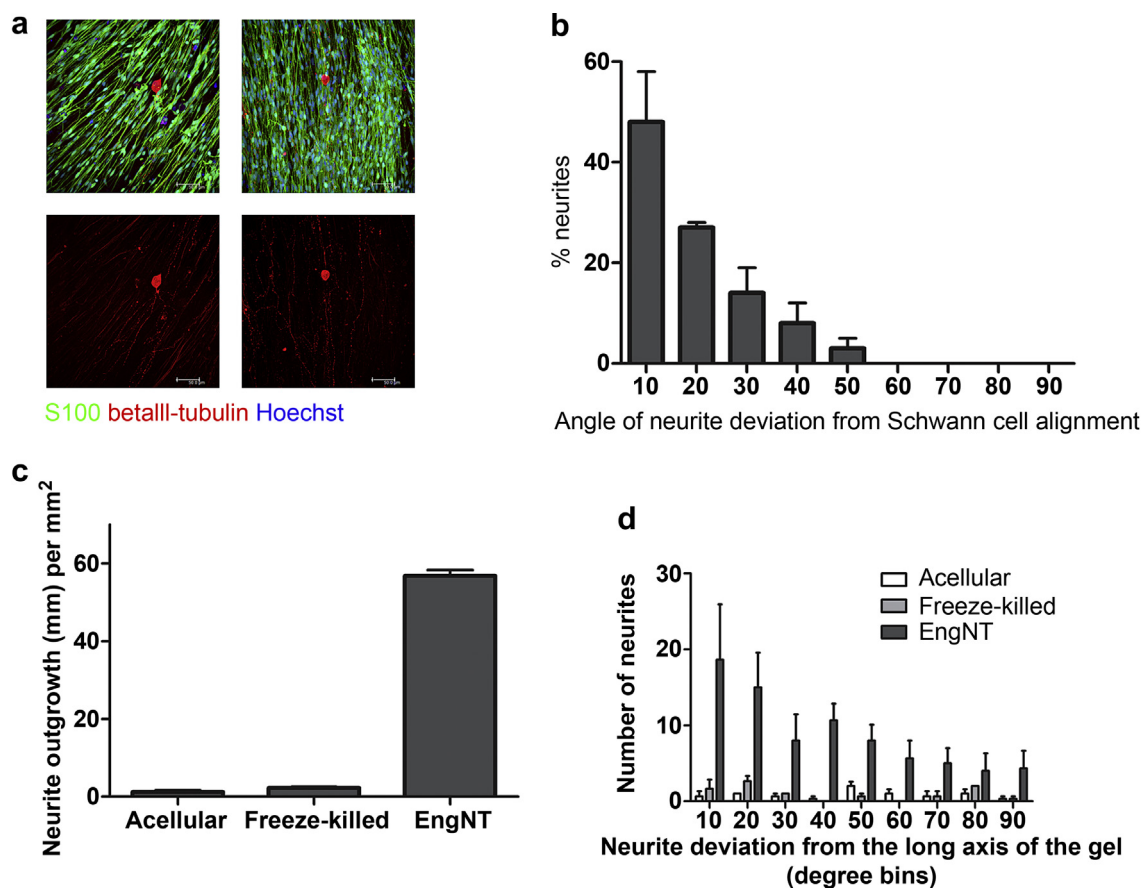 a
S100 betaIII-tubulin Hoechst
b
60
40
20
0
% neurites
10 20 30 40 50 60 70 80 90
Angle of neurite deviation from Schwann cell alignment
c
60
40
20
0
Neurite outgrowth (mm) per mm²
Acellular Freeze-killed EngNT
d
30
20
10
0
Number of neurites
Acellular
Freeze-killed
EngNT
10 20 30 40 50 60 70 80 90
Neurite deviation from the long axis of the gel
(degree bins)